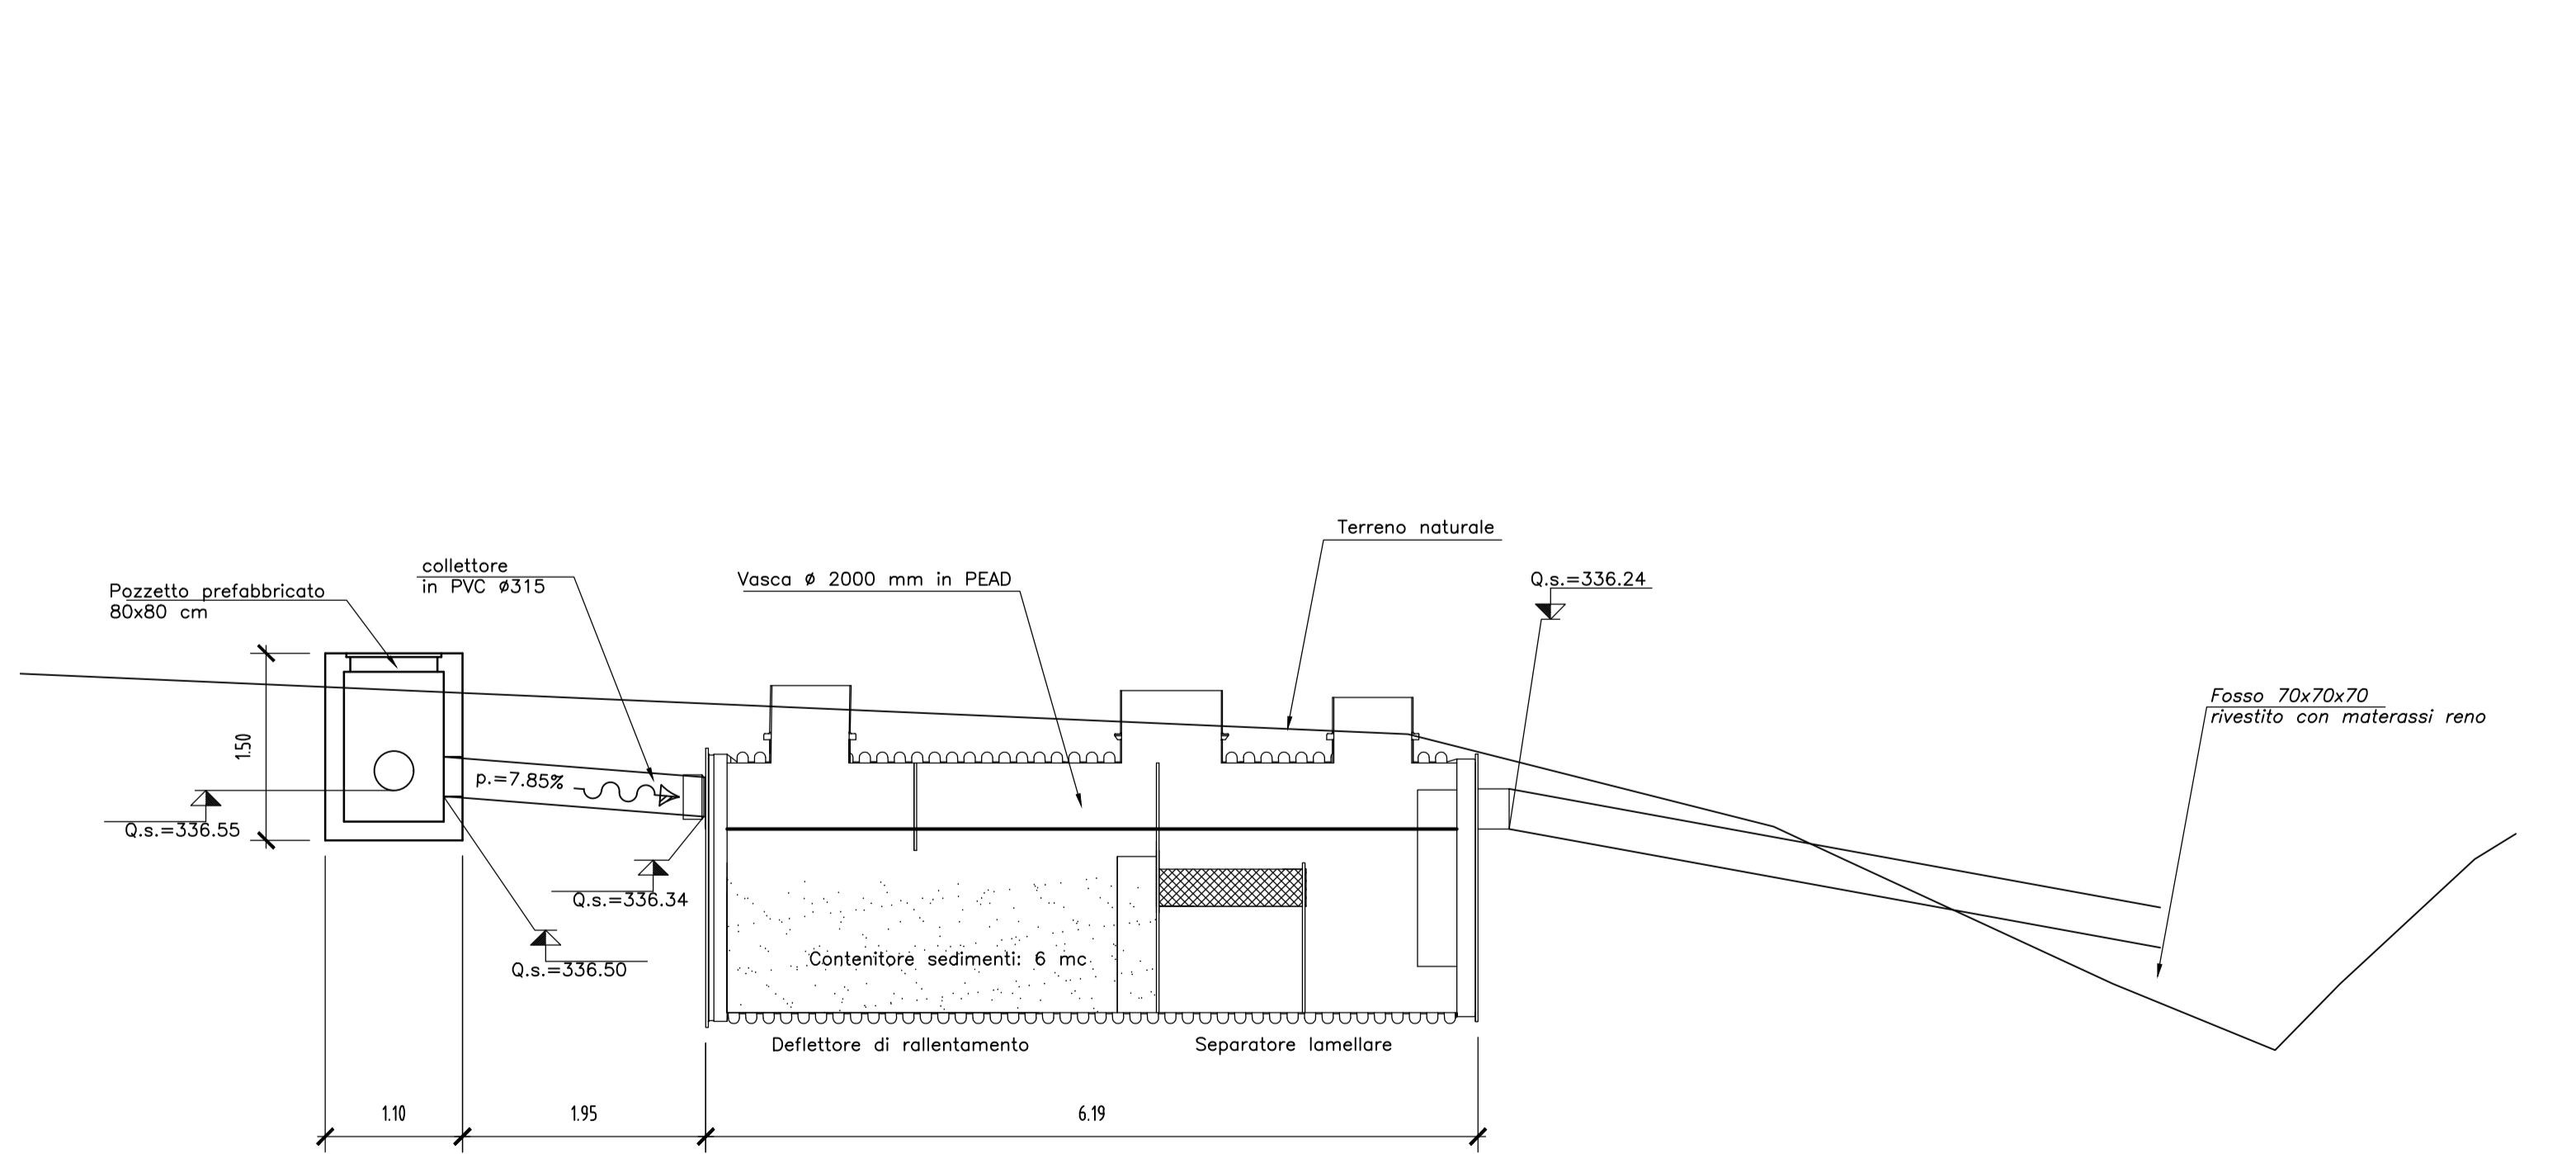 Terreno naturale
collettore
in PVC Ø315
Vasca Ø 2000 mm in PEAD
Q.s.=336.24
Pozzetto prefabbricato
80x80 cm
Fosso 70x70x70
rivestito con materassi reno
1.50
p.=7.85%
Q.s.=336.55
Q.s.=336.34
Q.s.=336.50
Contenitore sedimenti: 6 mc
Deflettore di rallentamento
Separatore lamellare
1.10
1.95
6.19